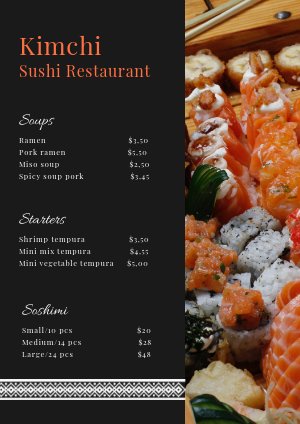 Kimchi
Sushi Restaurant
Soups
Ramen $3,50
Pork ramen $5,50
Miso soup $2,50
Spicy soup pork $3,45
Starters
Shrimp tempura $3,50
Mini mix tempura $4,55
Mini vegetable tempura $5,00
Soshimi
Small/10 pcs $20
Medium/14 pcs $28
Large/24 pcs $48